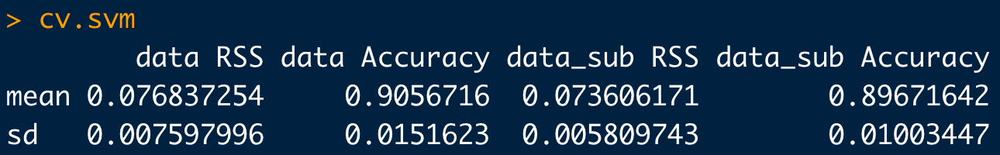 > cv.svm
data RSS data Accuracy data_sub RSS data_sub Accuracy
mean 0.076837254 0.9056716 0.073606171 0.89671642
sd 0.007597996 0.0151623 0.005809743 0.01003447